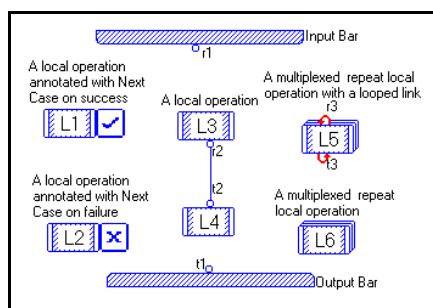 Input Bar
r1
A local operation
annotated with Next
Case on success
L1
A local operation
L3
r2
A multiplexed repeat local
operation with a looped link
r3
L5
t3
A local operation
annotated with Next
Case on failure
L2
t2
L4
A multiplexed repeat
local operation
L6
t1
Output Bar